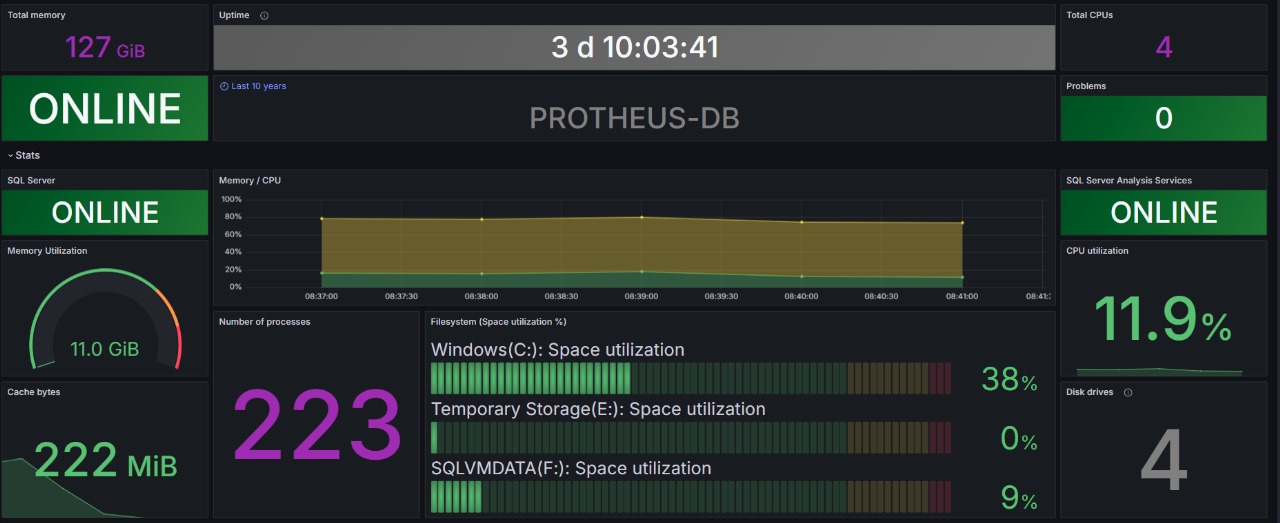 Total memory
127 GiB
Uptime
3 d 10:03:41
Total CPUs
4
ONLINE
Last 10 years
PROTHEUS-DB
Problems
0
Stats
SQL Server
ONLINE
Memory / CPU
100%
80%
60%
40%
20%
0%
08:37:00 08:37:30 08:38:00 08:38:30 08:39:00 08:39:30 08:40:00 08:40:30 08:41:00 08:41:
SQL Server Analysis Services
ONLINE
Memory Utilization
11.0 GiB
CPU utilization
11.9%
Number of processes
223
Filesystem (Space utilization %)
Windows(C:): Space utilization
38%
Temporary Storage(E:): Space utilization
0%
SQLVMDATA(F:): Space utilization
9%
Cache bytes
222 MiB
Disk drives
4